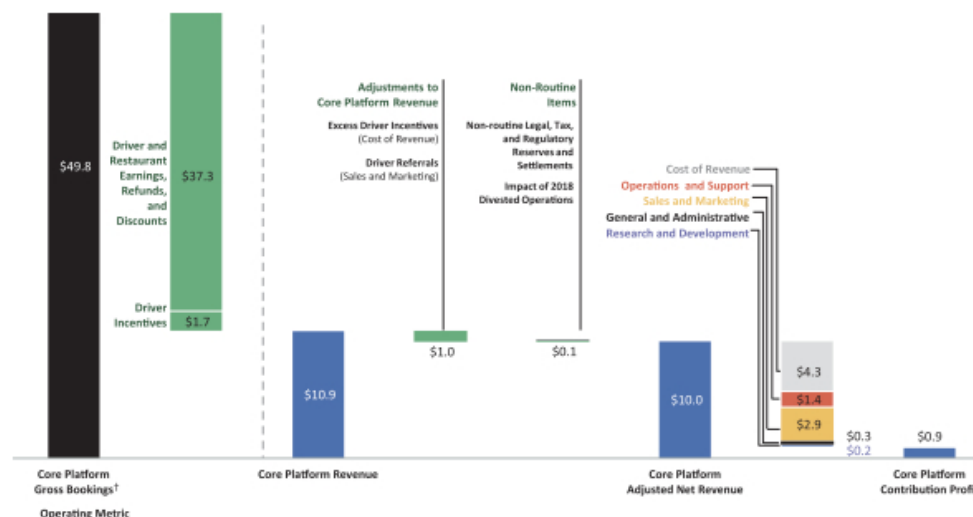 $49.8
Driver and
Restaurant
Earnings,
Refunds,
and
Discounts
$37.3
Driver
Incentives
$1.7
Adjustments to
Core Platform Revenue
Excess Driver Incentives
(Cost of Revenue)
Driver Referrals
(Sales and Marketing)
Non-Routine
Items
Non-routine Legal, Tax,
and Regulatory
Reserves and
Settlements
Impact of 2018
Divested Operations
Cost of Revenue
Operations and Support
Sales and Marketing
General and Administrative
Research and Development
$10.9
$1.0
$0.1
$10.0
$4.3
$1.4
$2.9
$0.3
$0.2
$0.9
Core Platform
Gross Bookings†
Operating Metric
Core Platform Revenue
Core Platform
Adjusted Net Revenue
Core Platform
Contribution Profi